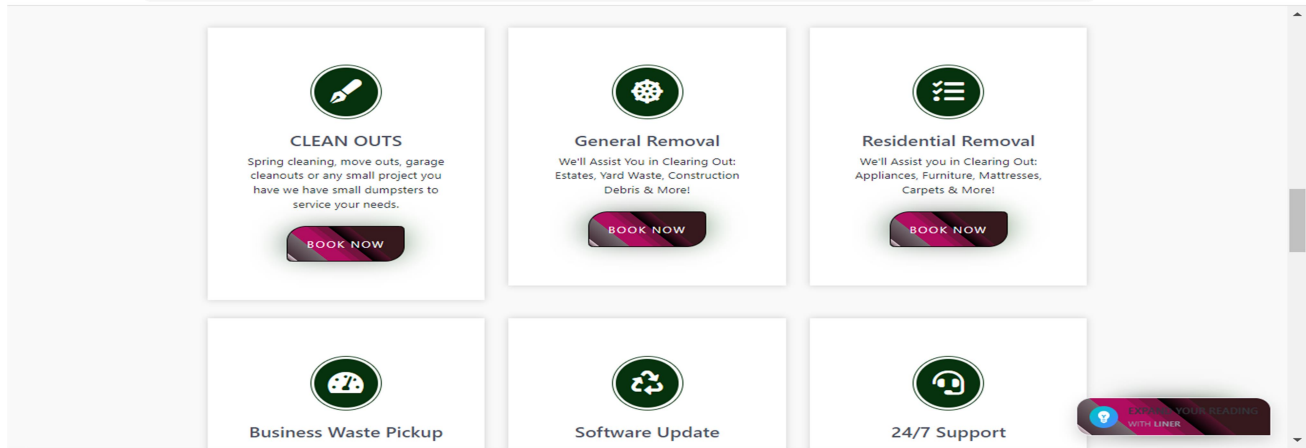 CLEAN OUTS
Spring cleaning, move outs, garage
cleanouts or any small project you
have we have small dumpsters to
service your needs.
BOOK NOW
General Removal
We'll Assist You in Clearing Out:
Estates, Yard Waste, Construction
Debris & More!
BOOK NOW
Residential Removal
We'll Assist you in Clearing Out:
Appliances, Furniture, Mattresses,
Carpets & More!
BOOK NOW
Business Waste Pickup
Software Update
24/7 Support
EXPAND YOUR READING
WITH LINER